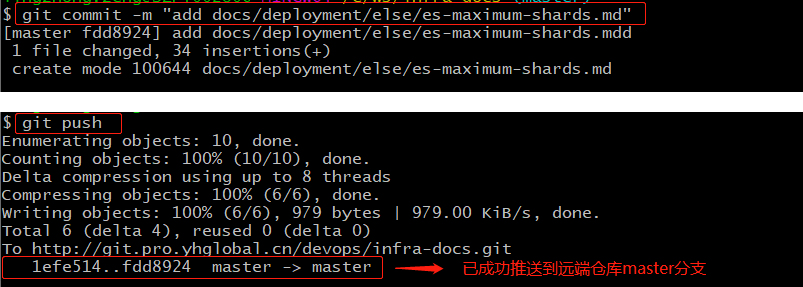 $ git commit -m "add docs/deployment/else/es-maximum-shards.md"
[master fdd8924] add docs/deployment/else/es-maximum-shards.mdd
1 file changed, 34 insertions(+)
create mode 100644 docs/deployment/else/es-maximum-shards.md
$ git push
Enumerating objects: 10, done.
Counting objects: 100% (10/10), done.
Delta compression using up to 8 threads
Compressing objects: 100% (6/6), done.
Writing objects: 100% (6/6), 979 bytes | 979.00 KiB/s, done.
Total 6 (delta 4), reused 0 (delta 0)
To http://git.pro.yhglobal.cn/devops/infra-docs.git
1efe514..fdd8924 master -> master 已成功推送到远端仓库master分支